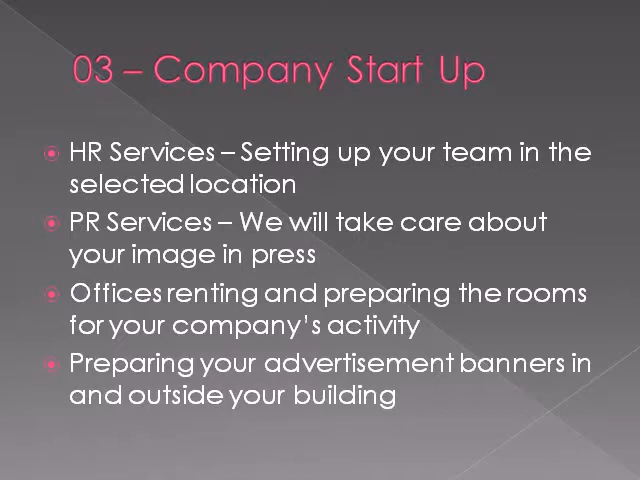 03 – Company Start Up
HR Services – Setting up your team in the
selected location
PR Services – We will take care about
your image in press
Offices renting and preparing the rooms
for your company's activity
Preparing your advertisement banners in
and outside your building